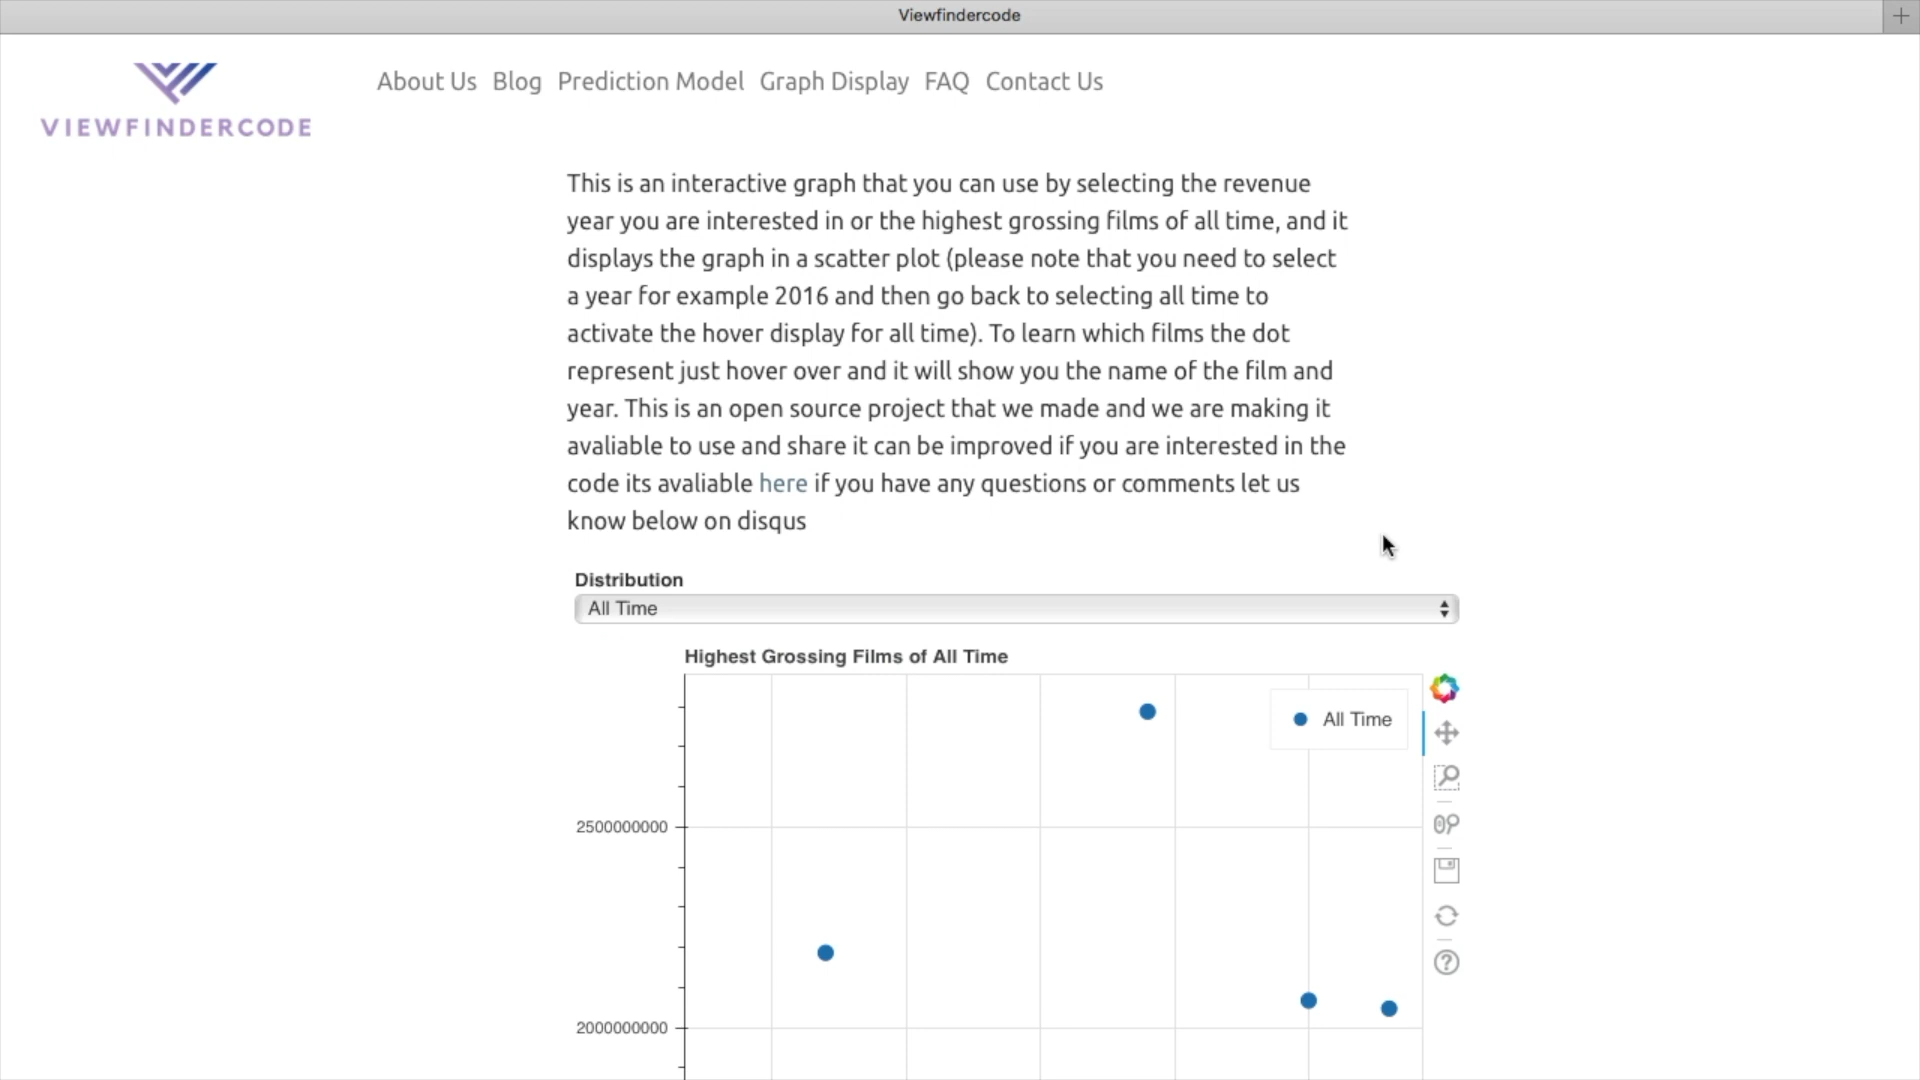 Viewfindercode
VIEWFINDERCODE
About Us Blog Prediction Model Graph Display FAQ Contact Us
This is an interactive graph that you can use by selecting the revenue
year you are interested in or the highest grossing films of all time, and it
displays the graph in a scatter plot (please note that you need to select
a year for example 2016 and then go back to selecting all time to
activate the hover display for all time). To learn which films the dot
represent just hover over and it will show you the name of the film and
year. This is an open source project that we made and we are making it
avaliable to use and share it can be improved if you are interested in the
code its avaliable here if you have any questions or comments let us
know below on disqus
Distribution
All Time
Highest Grossing Films of All Time
All Time
2500000000
2000000000